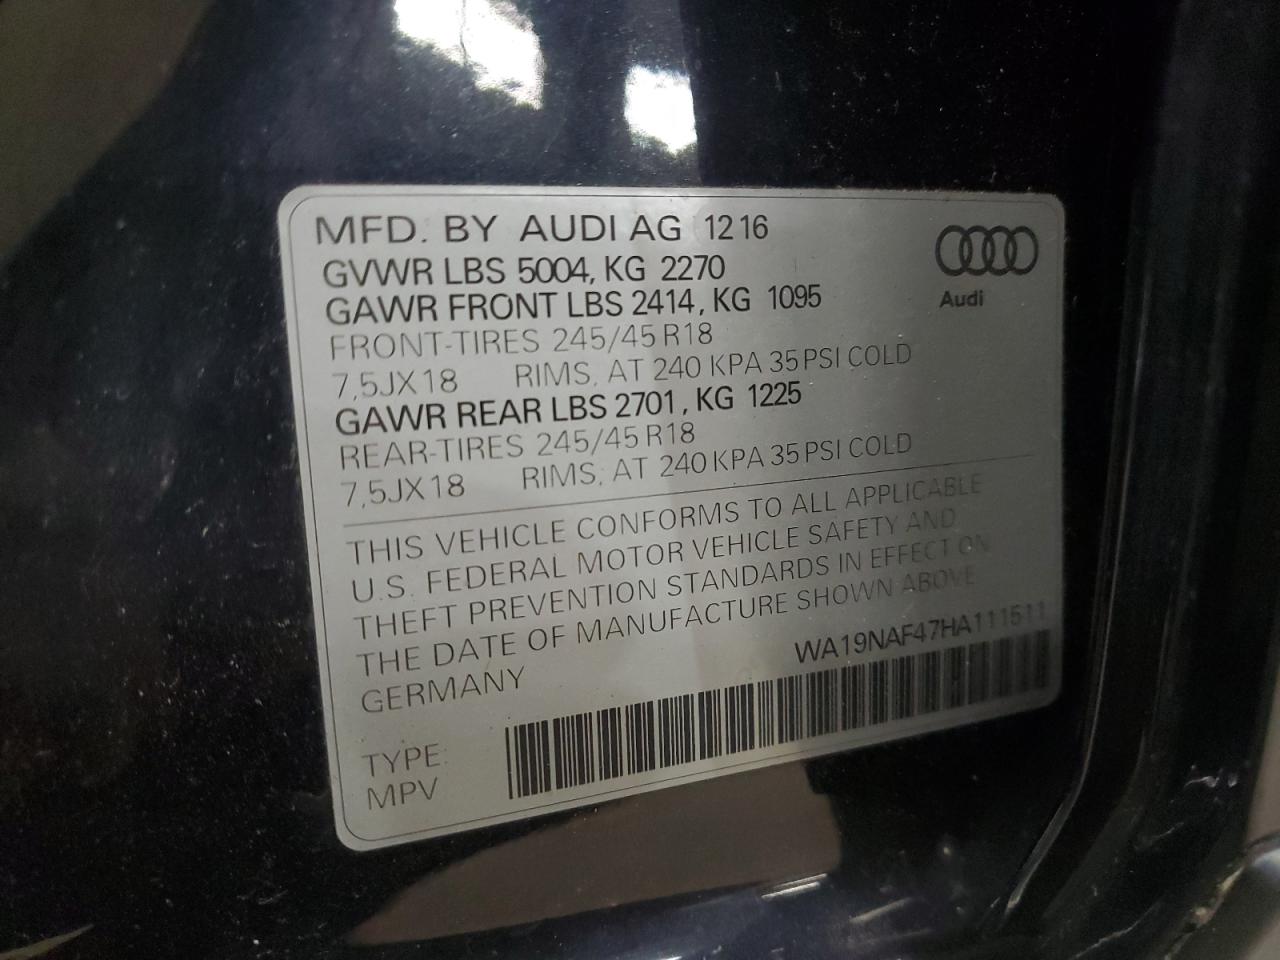 MFD. BY AUDI AG 12 16
GVWR LBS 5004, KG 2270
GAWR FRONT LBS 2414, KG 1095
FRONT-TIRES 245/45 R18
7,5JX18 RIMS, AT 240 KPA 35 PSI COLD
GAWR REAR LBS 2701, KG 1225
REAR-TIRES 245/45 R18
7,5JX18 RIMS, AT 240 KPA 35 PSI COLD
Audi
THIS VEHICLE CONFORMS TO ALL APPLICABLE
U.S. FEDERAL MOTOR VEHICLE SAFETY AND
THEFT PREVENTION STANDARDS IN EFFECT ON
THE DATE OF MANUFACTURE SHOWN ABOVE
GERMANY
WA19NAF47HA111511
TYPE:
MPV